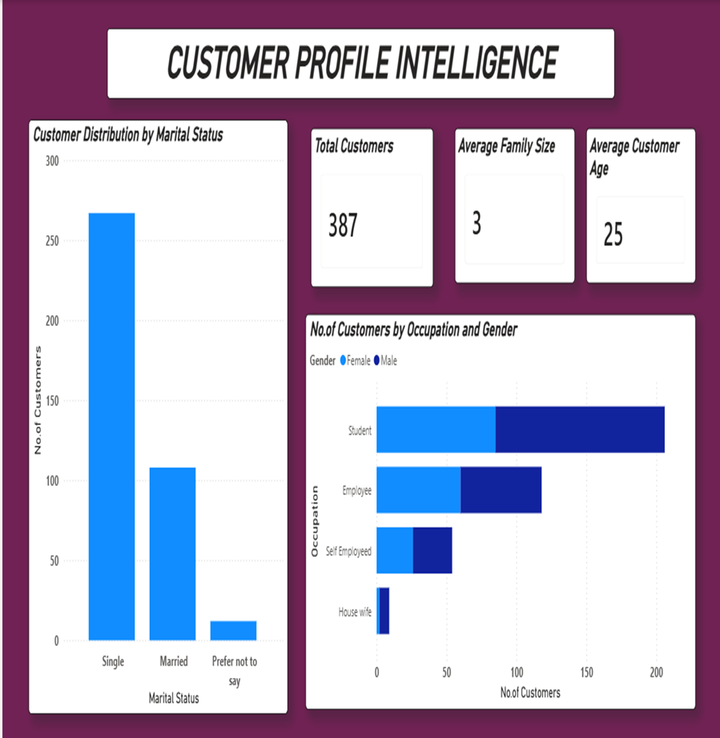 CUSTOMER PROFILE INTELLIGENCE
Customer Distribution by Marital Status
300
250
200
150
100
50
0
No.of Customers
Single
Married
Prefer not to
say
Marital Status
Total Customers
387
Average Family Size
3
Average Customer
Age
25
No.of Customers by Occupation and Gender
Gender Female Male
Occupation
Student
Employee
Self Employeed
House wife
0 50 100 150 200
No.of Customers